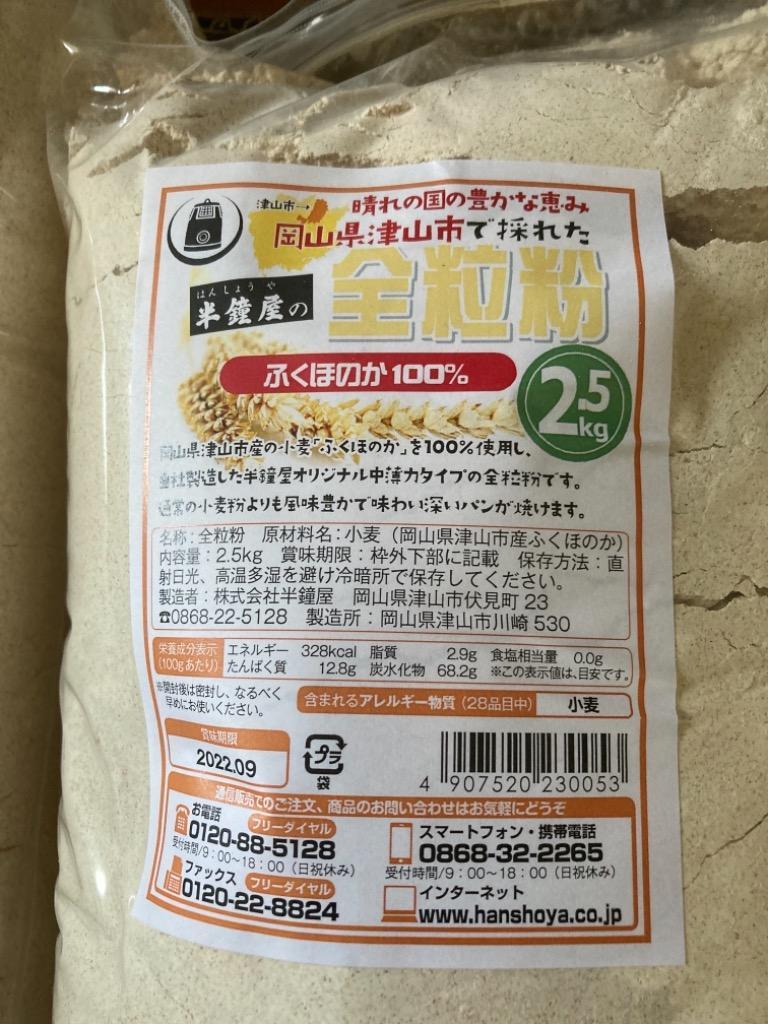 津山市→
晴れの国の豊かな恵み
岡山県津山市で採れた
はんしょうや
半鐘屋の
全粒粉
ふくほのか100%
2.5kg
岡山県津山市産の小麦「ふくほのか」を100%使用し、
自社製造した半鐘屋オリジナル中薄力タイプの全粒粉です。
通常の小麦粉よりも風味豊かで味わい深いパンが焼けます。
名称:全粒粉 原材料名:小麦(岡山県津山市産ふくほのか)
内容量:2.5kg 賞味期限:枠外下部に記載 保存方法:直
射日光、高温多湿を避け冷暗所で保存してください。
製造者:株式会社半鐘屋 岡山県津山市伏見町23
☎0868-22-5128 製造所:岡山県津山市川崎530
栄養成分表示
(100gあたり)
エネルギー 328kcal 脂質 2.9g 食塩相当量 0.0g
たんぱく質 12.8g 炭水化物 68.2g ※この表示値は、目安です。
※開封後は密封し、なるべく
早めにお使いください。
含まれるアレルギー物質(28品目中) 小麦
賞味期限
2022.09
プラ
袋
4 907520 230053
通信販売でのご注文、商品のお問い合わせはお気軽にどうぞ
お電話 フリーダイヤル
0120-88-5128
受付時間/9:00~18:00(日祝休み)
ファックス フリーダイヤル
0120-22-8824
スマートフォン・携帯電話
0868-32-2265
受付時間/9:00~18:00(日祝休み)
インターネット
www.hanshoya.co.jp